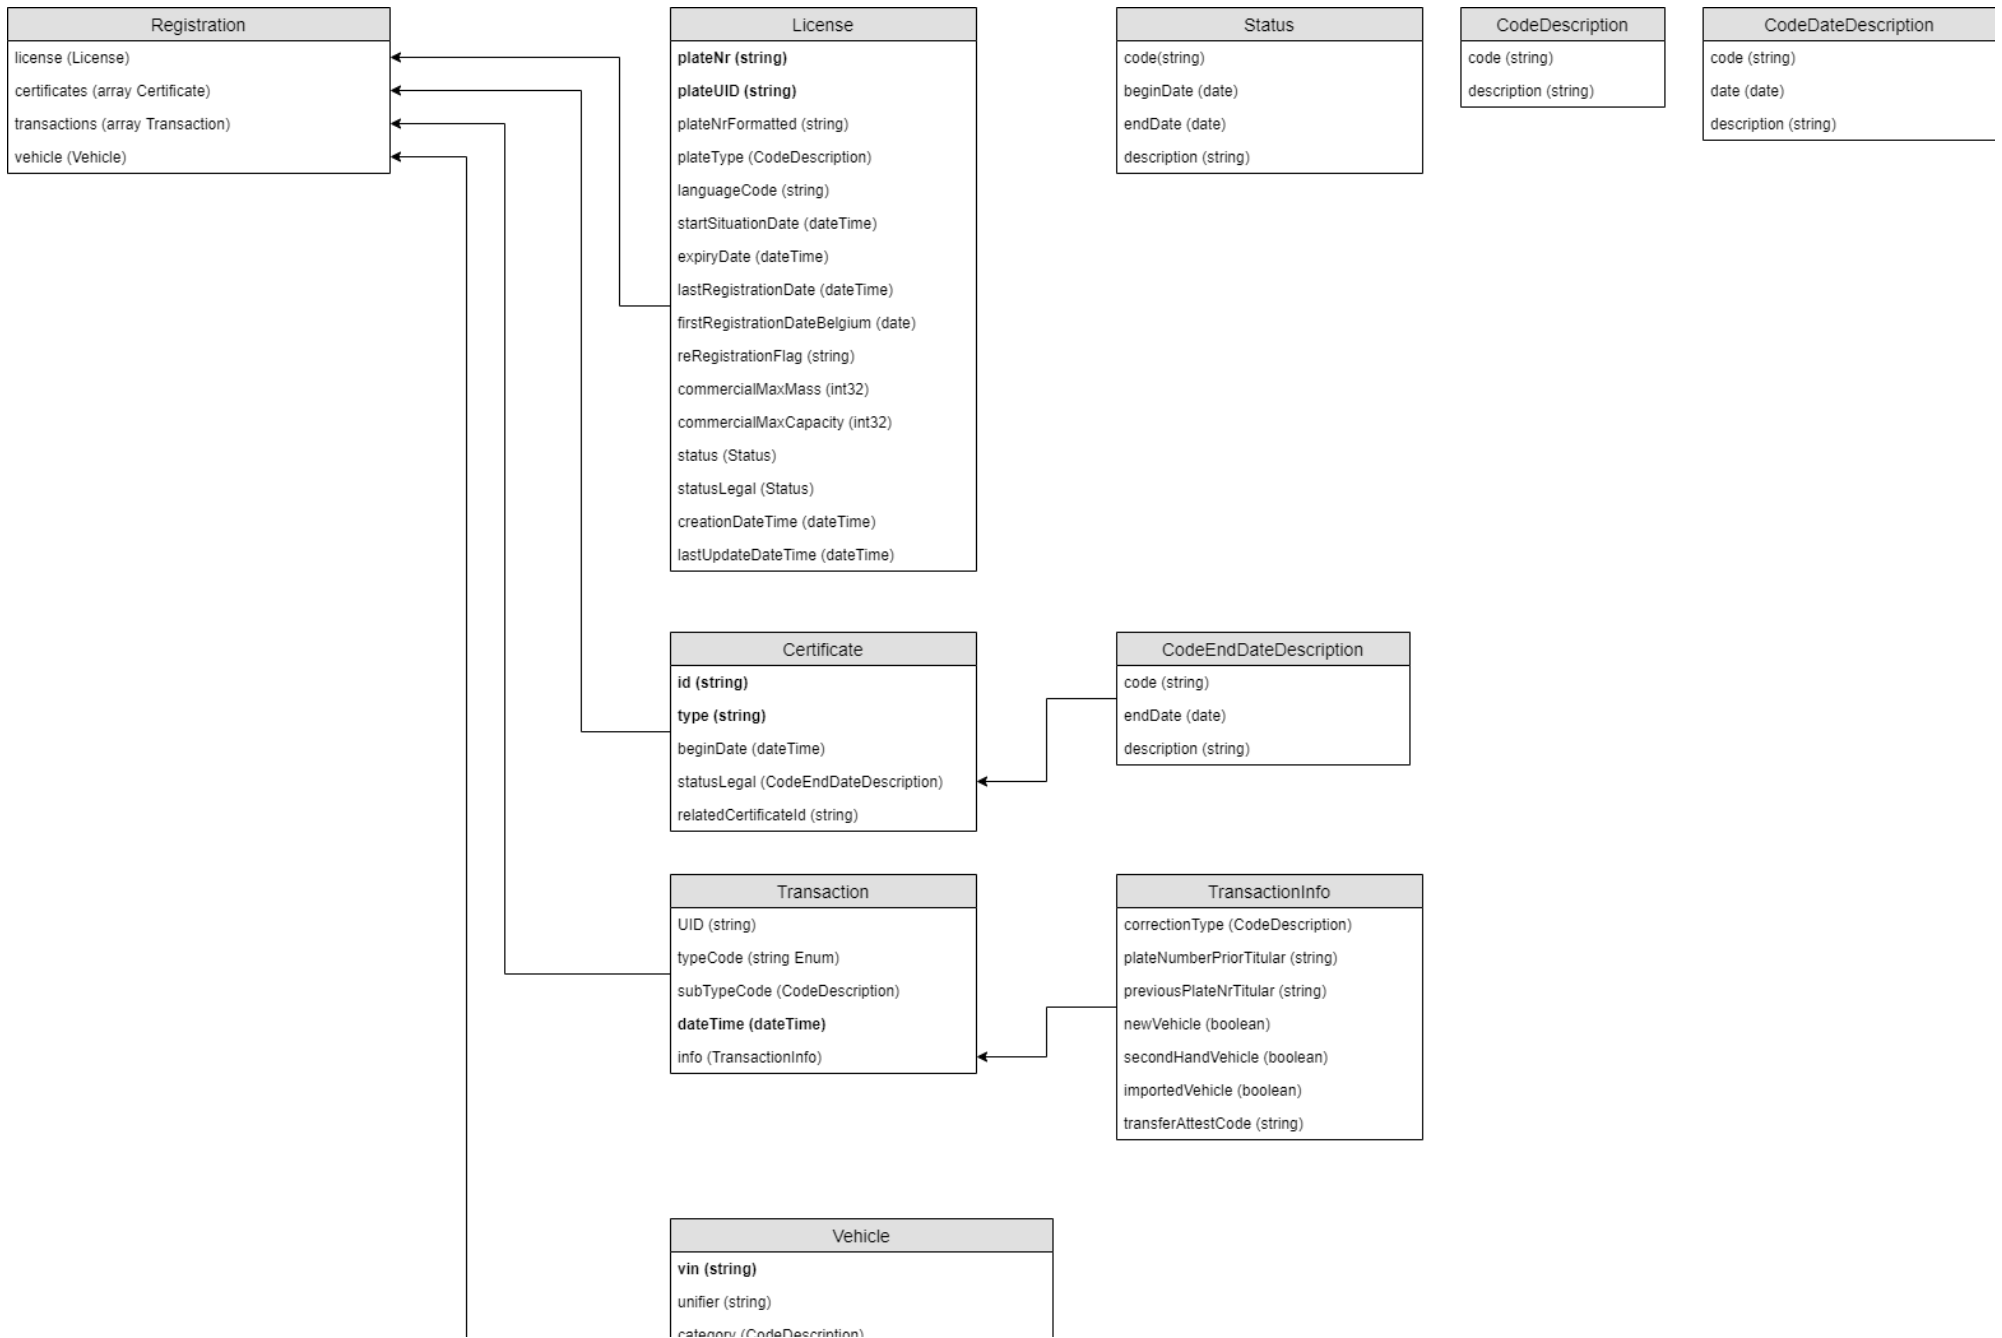 Registration
license (License)
certificates (array Certificate)
transactions (array Transaction)
vehicle (Vehicle)
License
plateNr (string)
plateUID (string)
plateNrFormatted (string)
plateType (CodeDescription)
languageCode (string)
startSituationDate (dateTime)
expiryDate (dateTime)
lastRegistrationDate (dateTime)
firstRegistrationDateBelgium (date)
reRegistrationFlag (string)
commercialMaxMass (int32)
commercialMaxCapacity (int32)
status (Status)
statusLegal (Status)
creationDateTime (dateTime)
lastUpdateDateTime (dateTime)
Status
code(string)
beginDate (date)
endDate (date)
description (string)
CodeDescription
code (string)
description (string)
CodeDateDescription
code (string)
date (date)
description (string)
Certificate
id (string)
type (string)
beginDate (dateTime)
statusLegal (CodeEndDateDescription)
relatedCertificateId (string)
CodeEndDateDescription
code (string)
endDate (date)
description (string)
Transaction
UID (string)
typeCode (string Enum)
subTypeCode (CodeDescription)
dateTime (dateTime)
info (TransactionInfo)
TransactionInfo
correctionType (CodeDescription)
plateNumberPriorTitular (string)
previousPlateNrTitular (string)
newVehicle (boolean)
secondHandVehicle (boolean)
importedVehicle (boolean)
transferAttestCode (string)
Vehicle
vin (string)
unifier (string)
category (CodeDescription)